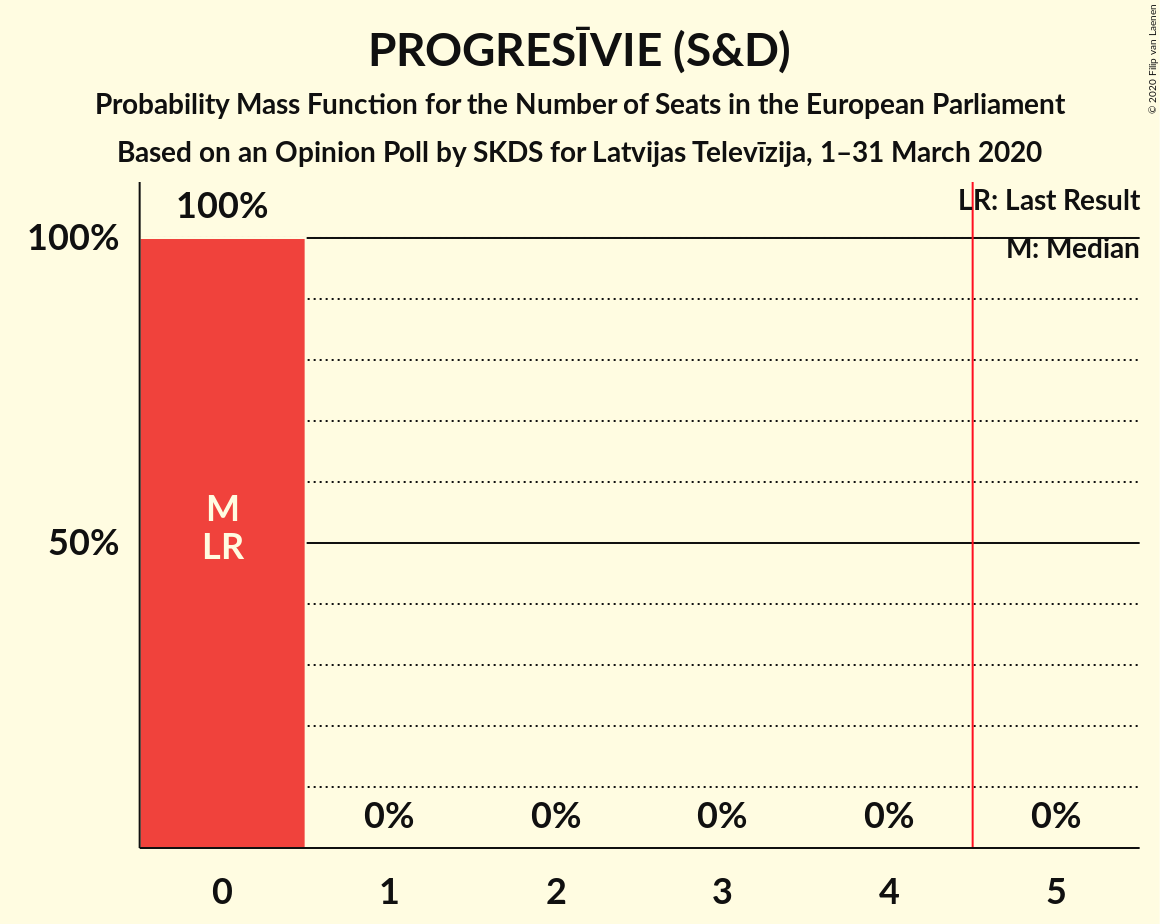 PROGRESĪVIE (S&D)
Probability Mass Function for the Number of Seats in the European Parliament
Based on an Opinion Poll by SKDS for Latvijas Televīzija, 1–31 March 2020
© 2020 Filip van Laenen
LR: Last Result
M: Median
100%
100%
50%
M
LR
0% 0% 0% 0% 0%
0 1 2 3 4 5